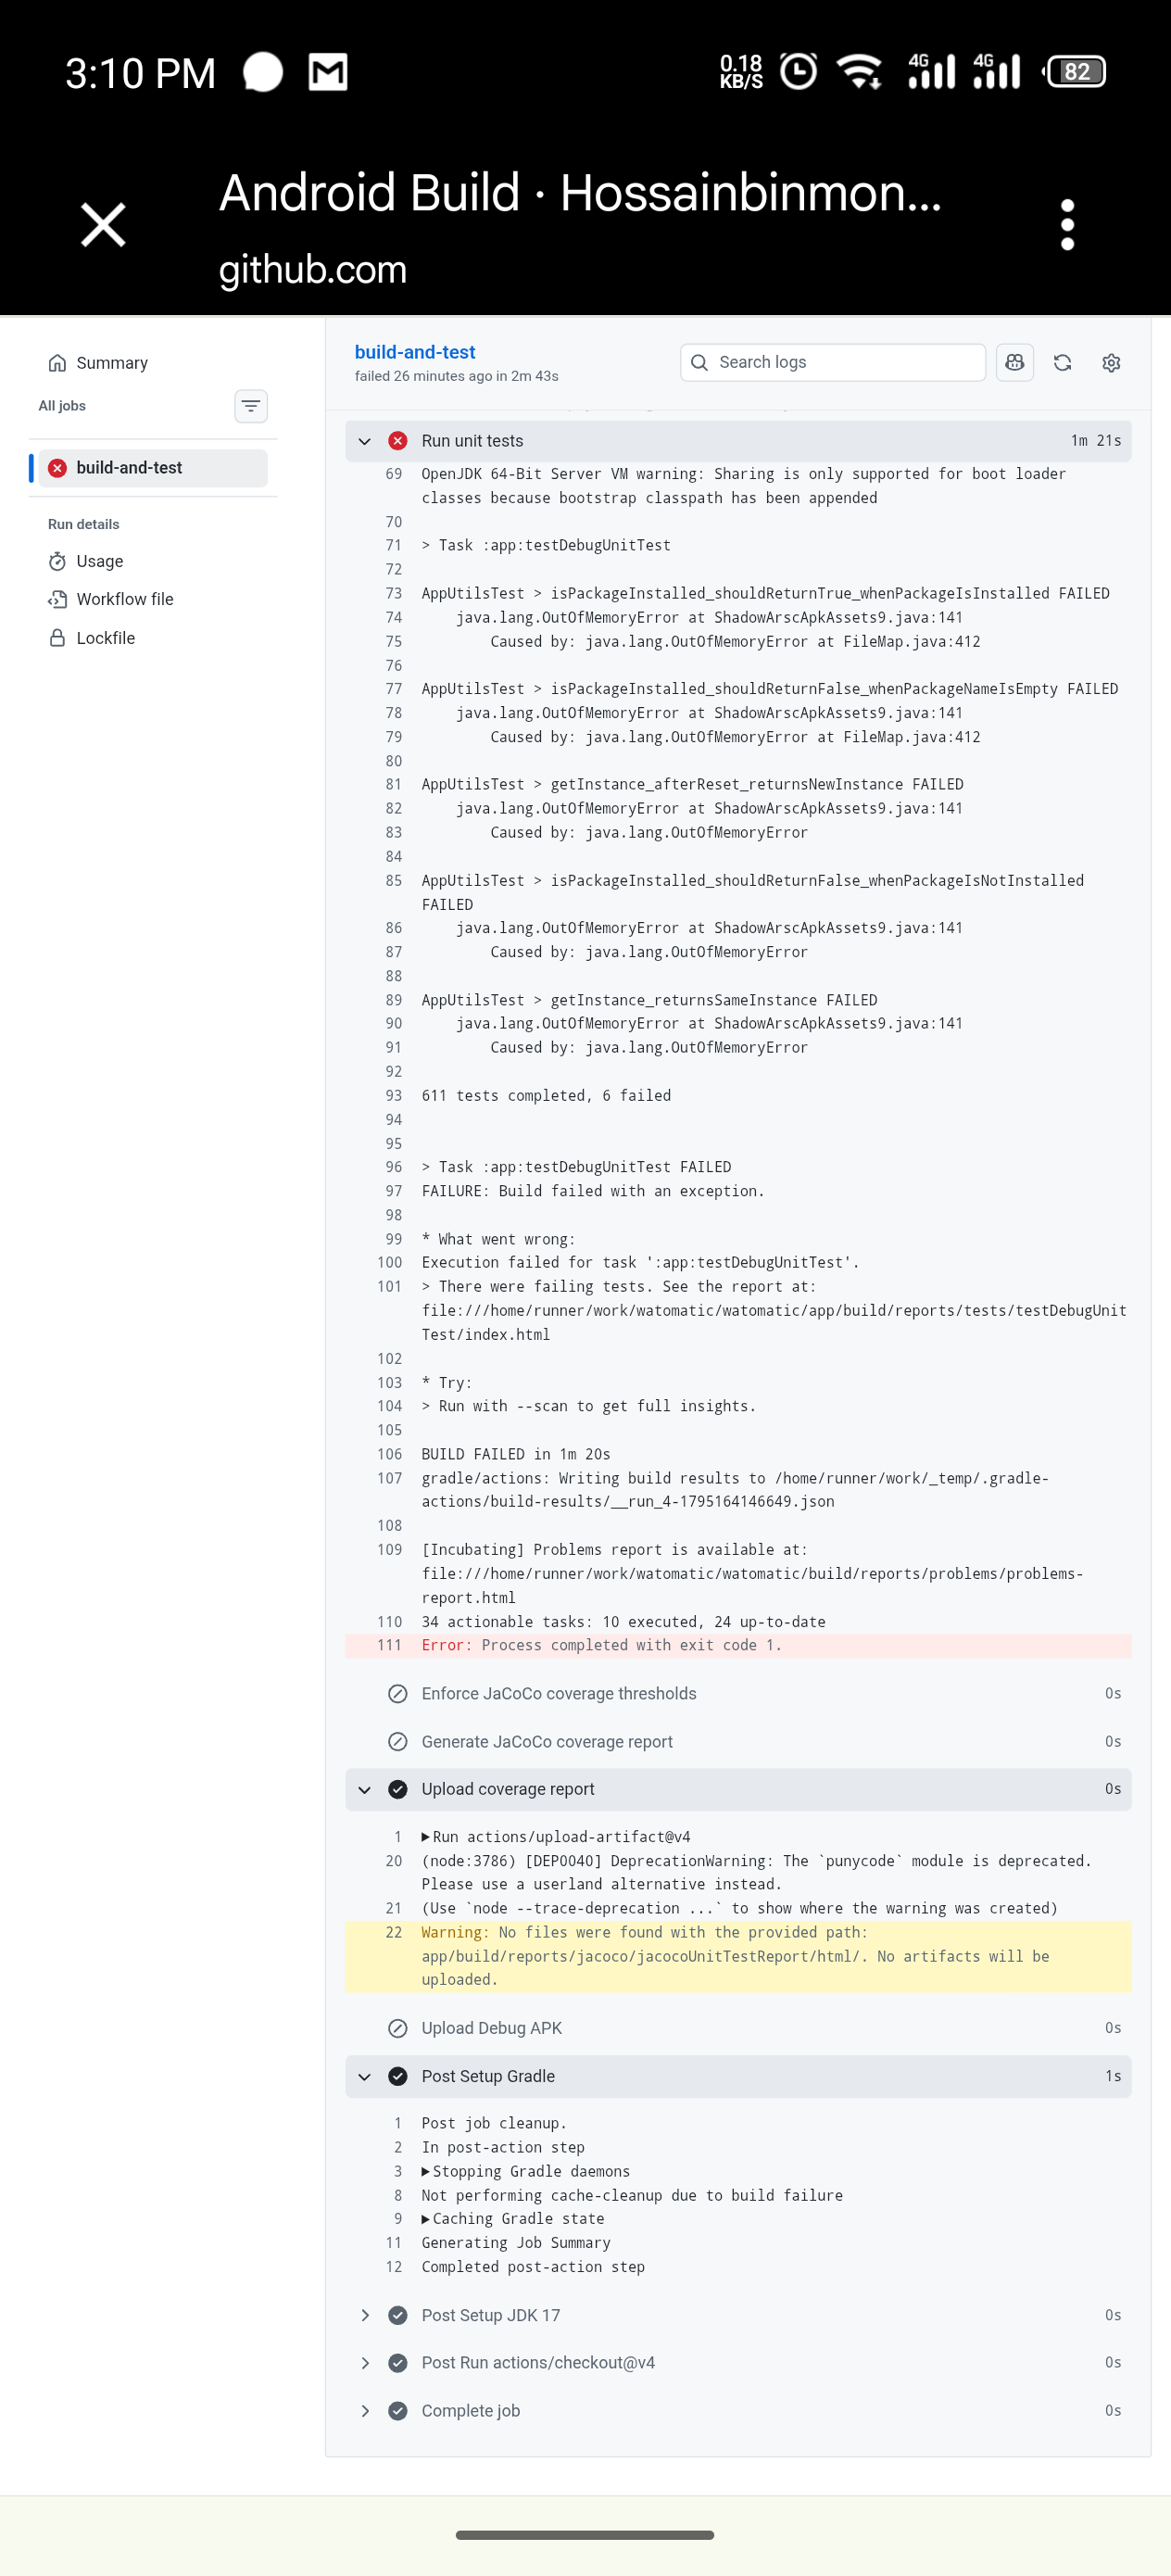 3:10 PM
0.18 KB/S 4G 4G 82
Android Build · Hossainbinmon...
github.com
Summary
All jobs
build-and-test
Run details
Usage
Workflow file
Lockfile
build-and-test
failed 26 minutes ago in 2m 43s
Search logs
Run unit tests 1m 21s
69 OpenJDK 64-Bit Server VM warning: Sharing is only supported for boot loader
classes because bootstrap classpath has been appended
70
71 > Task :app:testDebugUnitTest
72
73 AppUtilsTest > isPackageInstalled_shouldReturnTrue_whenPackageIsInstalled FAILED
74 java.lang.OutOfMemoryError at ShadowArscApkAssets9.java:141
75 Caused by: java.lang.OutOfMemoryError at FileMap.java:412
76
77 AppUtilsTest > isPackageInstalled_shouldReturnFalse_whenPackageNameIsEmpty FAILED
78 java.lang.OutOfMemoryError at ShadowArscApkAssets9.java:141
79 Caused by: java.lang.OutOfMemoryError at FileMap.java:412
80
81 AppUtilsTest > getInstance_afterReset_returnsNewInstance FAILED
82 java.lang.OutOfMemoryError at ShadowArscApkAssets9.java:141
83 Caused by: java.lang.OutOfMemoryError
84
85 AppUtilsTest > isPackageInstalled_shouldReturnFalse_whenPackageIsNotInstalled
FAILED
86 java.lang.OutOfMemoryError at ShadowArscApkAssets9.java:141
87 Caused by: java.lang.OutOfMemoryError
88
89 AppUtilsTest > getInstance_returnsSameInstance FAILED
90 java.lang.OutOfMemoryError at ShadowArscApkAssets9.java:141
91 Caused by: java.lang.OutOfMemoryError
92
93 611 tests completed, 6 failed
94
95
96 > Task :app:testDebugUnitTest FAILED
97 FAILURE: Build failed with an exception.
98
99 * What went wrong:
100 Execution failed for task ':app:testDebugUnitTest'.
101 > There were failing tests. See the report at:
file:///home/runner/work/watomatic/watomatic/app/build/reports/tests/testDebugUnit
Test/index.html
102
103 * Try:
104 > Run with --scan to get full insights.
105
106 BUILD FAILED in 1m 20s
107 gradle/actions: Writing build results to /home/runner/work/_temp/.gradle-
actions/build-results/__run_4-1795164146649.json
108
109 [Incubating] Problems report is available at:
file:///home/runner/work/watomatic/watomatic/build/reports/problems/problems-
report.html
110 34 actionable tasks: 10 executed, 24 up-to-date
111 Error: Process completed with exit code 1.
Enforce JaCoCo coverage thresholds 0s
Generate JaCoCo coverage report 0s
Upload coverage report 0s
1 ▶Run actions/upload-artifact@v4
20 (node:3786) [DEP0040] DeprecationWarning: The `punycode` module is deprecated.
Please use a userland alternative instead.
21 (Use `node --trace-deprecation ...` to show where the warning was created)
22 Warning: No files were found with the provided path:
app/build/reports/jacoco/jacocoUnitTestReport/html/. No artifacts will be
uploaded.
Upload Debug APK 0s
Post Setup Gradle 1s
1 Post job cleanup.
2 In post-action step
3 ▶Stopping Gradle daemons
8 Not performing cache-cleanup due to build failure
9 ▶Caching Gradle state
11 Generating Job Summary
12 Completed post-action step
Post Setup JDK 17 0s
Post Run actions/checkout@v4 0s
Complete job 0s